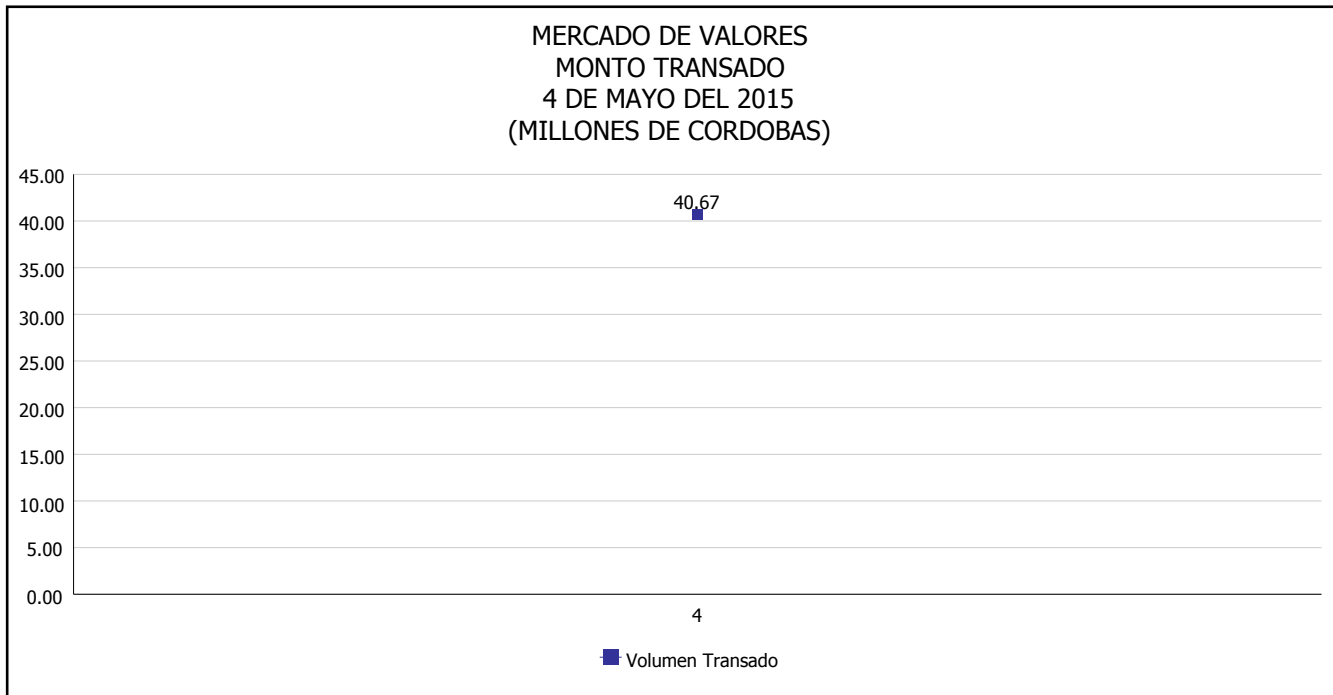 MERCADO DE VALORES
MONTO TRANSADO
4 DE MAYO DEL 2015
(MILLONES DE CORDOBAS)
45.00
40.67
40.00
35.00
30.00
25.00
20.00
15.00
10.00
5.00
0.00
4
Volumen Transado